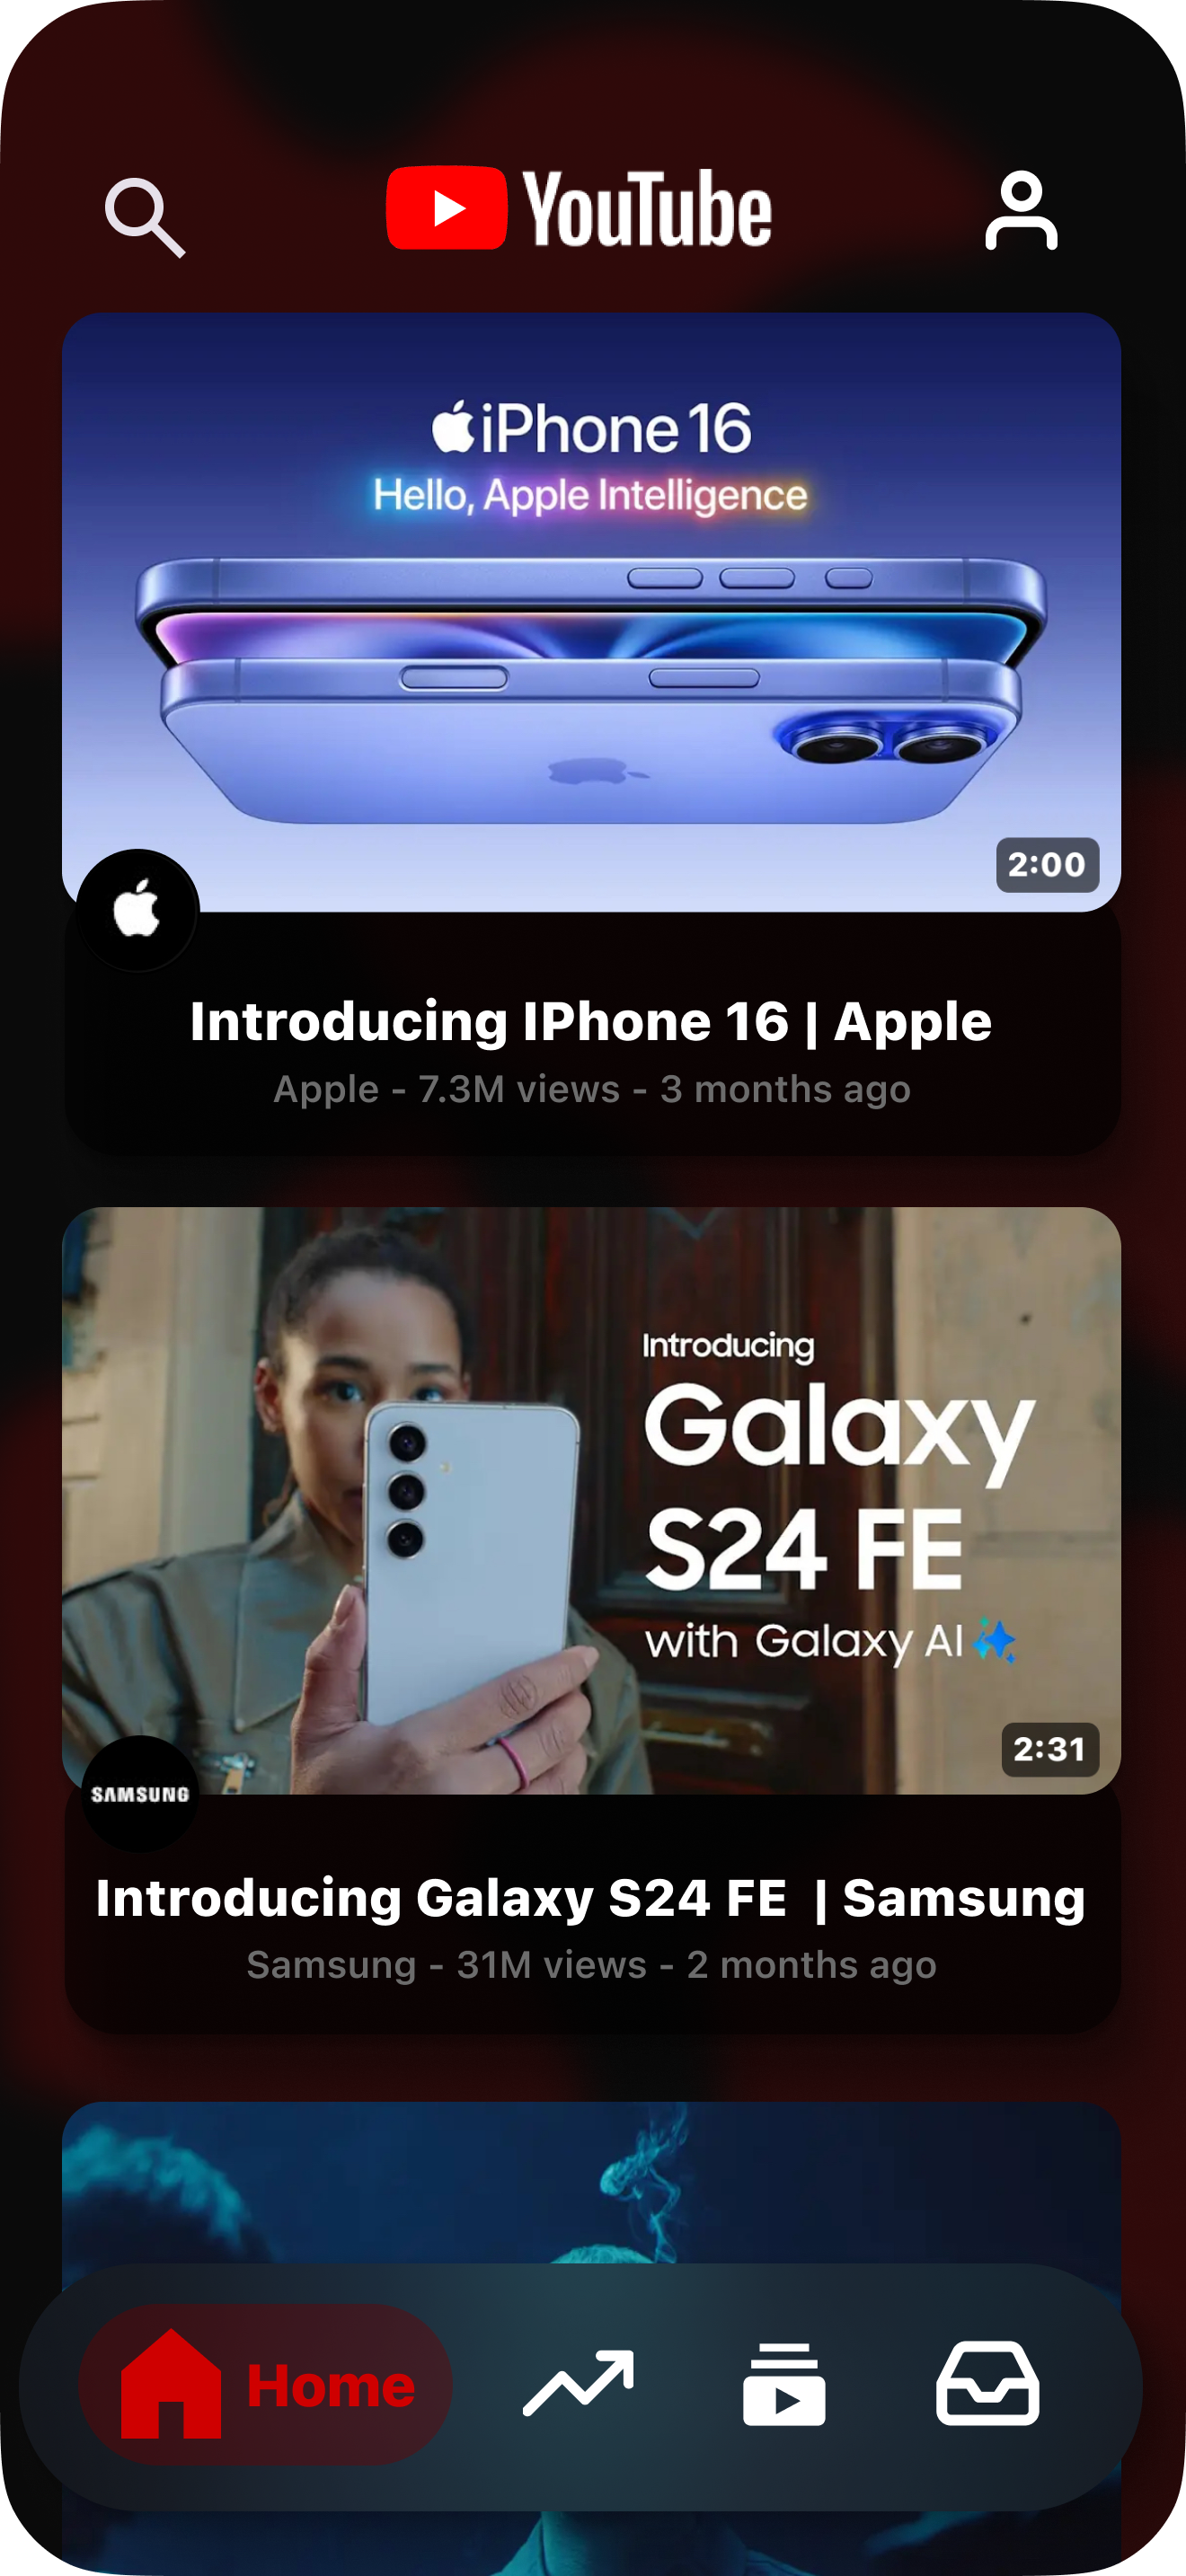 YouTube
iPhone 16
Hello, Apple Intelligence
2:00
Introducing IPhone 16 | Apple
Apple - 7.3M views - 3 months ago
Introducing
Galaxy
S24 FE
with Galaxy AI
2:31
SAMSUNG
Introducing Galaxy S24 FE | Samsung
Samsung - 31M views - 2 months ago
Home